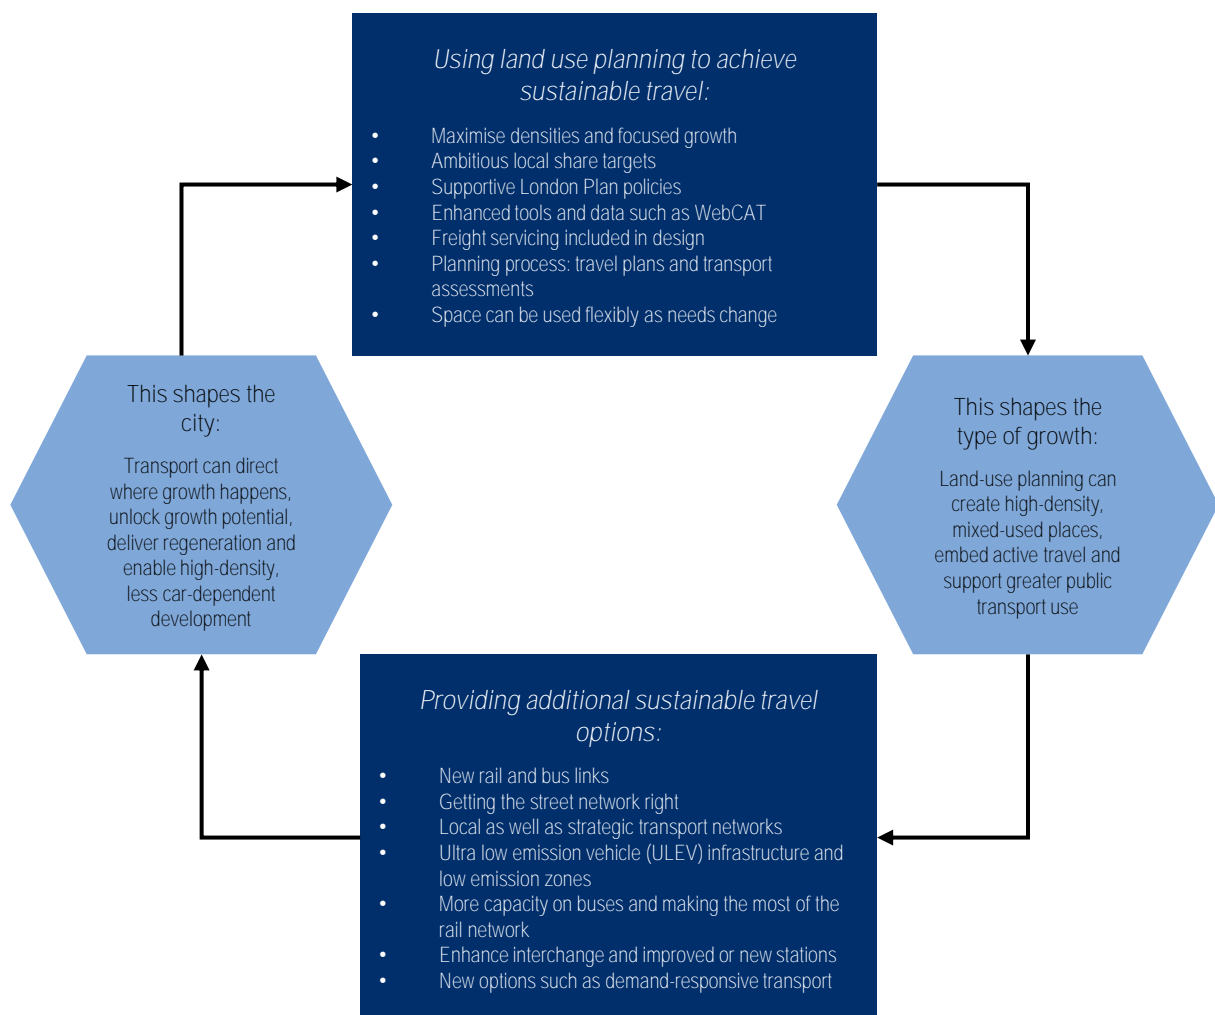 Using land use planning to achieve
sustainable travel:
• Maximise densities and focused growth
• Ambitious local share targets
• Supportive London Plan policies
• Enhanced tools and data such as WebCAT
• Freight servicing included in design
• Planning process: travel plans and transport
assessments
• Space can be used flexibly as needs change
This shapes the
city:
Transport can direct
where growth happens,
unlock growth potential,
deliver regeneration and
enable high-density,
less car-dependent
development
This shapes the
type of growth:
Land-use planning can
create high-density,
mixed-used places,
embed active travel and
support greater public
transport use
Providing additional sustainable travel
options:
• New rail and bus links
• Getting the street network right
• Local as well as strategic transport networks
• Ultra low emission vehicle (ULEV) infrastructure and
low emission zones
• More capacity on buses and making the most of the
rail network
• Enhance interchange and improved or new stations
• New options such as demand-responsive transport